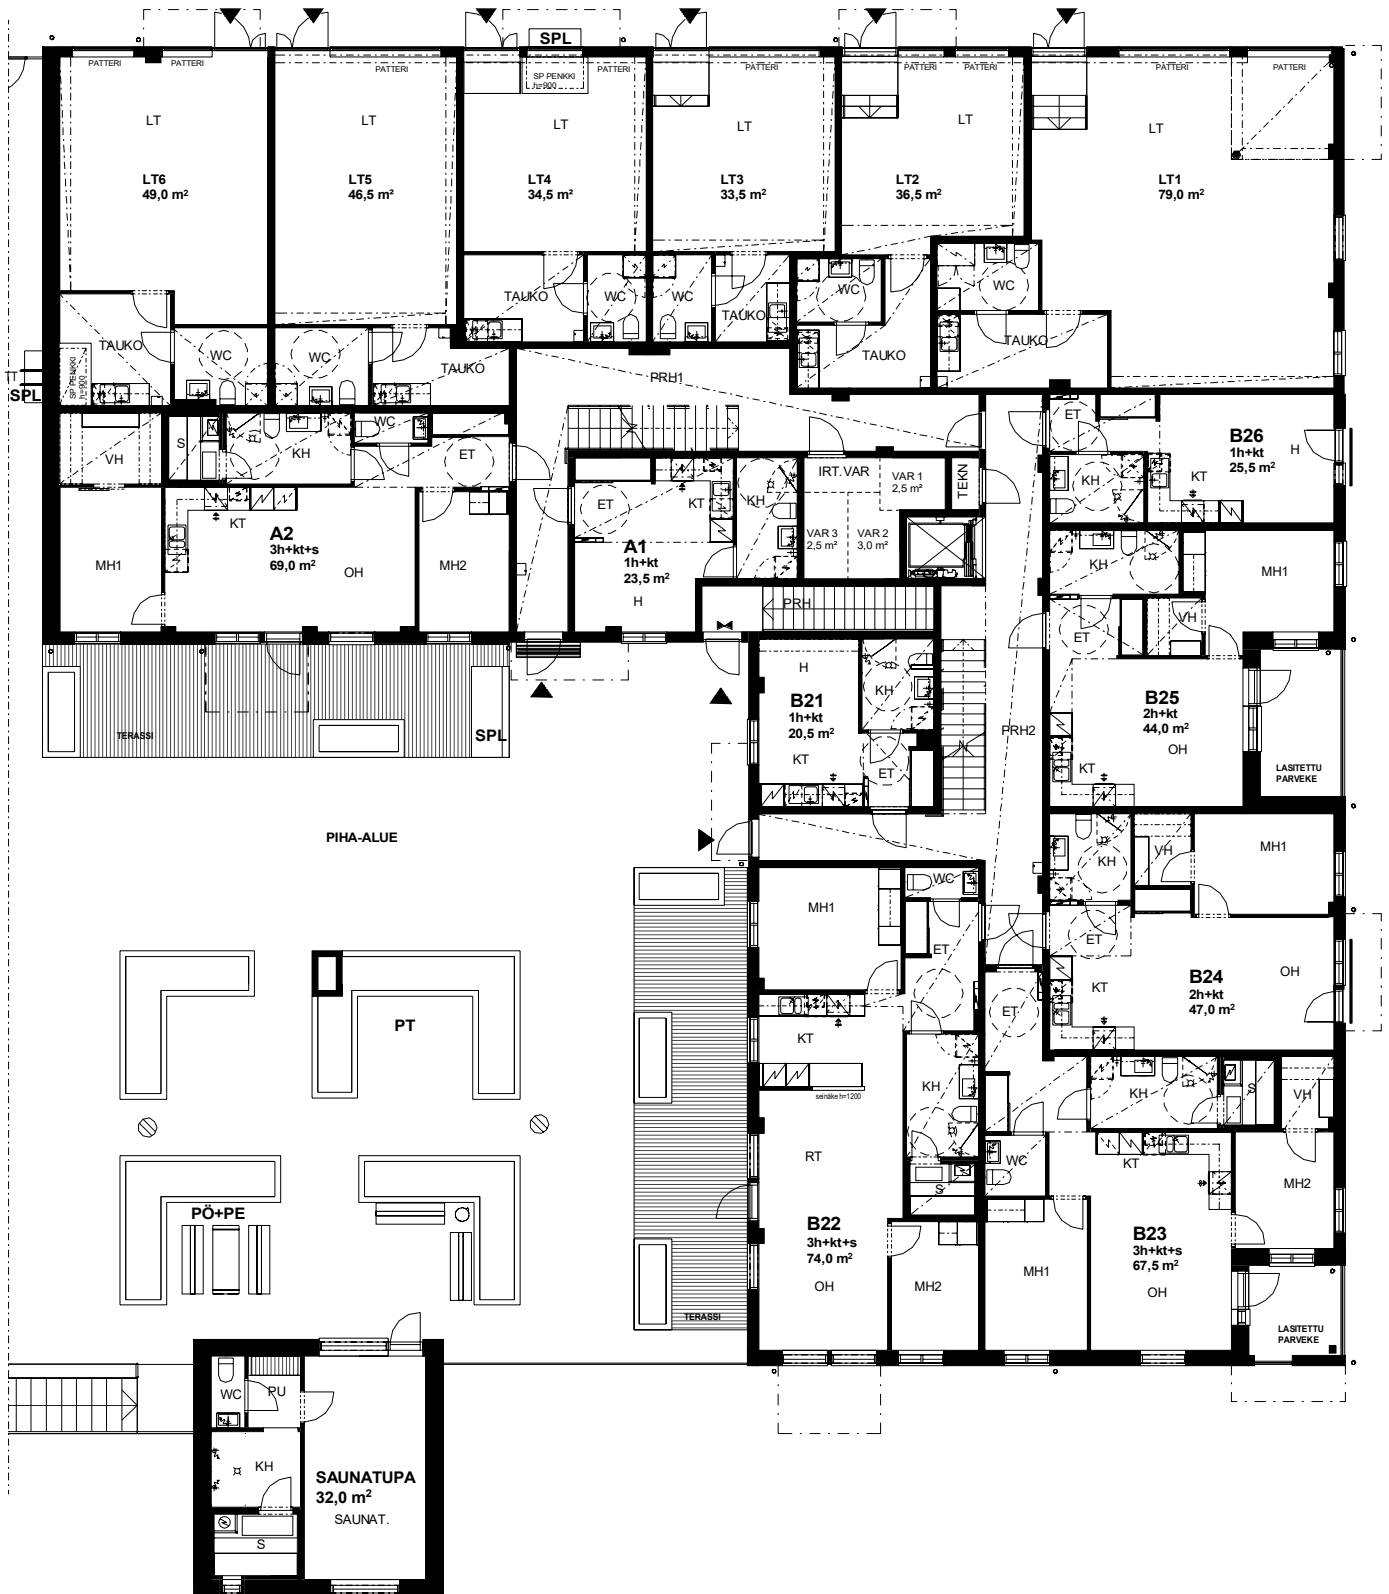 SPL
PATTERI
PATTERI
PATTERI
SP PENKKI
h=900
PATTERI
PATTERI
PATTERI
PATTERI
PATTERI
PATTERI
LT
LT
LT
LT
LT
LT
LT6
49,0 m²
LT5
46,5 m²
LT4
34,5 m²
LT3
33,5 m²
LT2
36,5 m²
LT1
79,0 m²
TAUKO
WC
WC
TAUKO
WC
TAUKO
WC
TAUKO
TAUKO
WC
WC
TAUKO
PRH1
TT
SPL
SP PENKKI
h=900
VH
S
KH
WC
ET
KT
A2
3h+kt+s
69,0 m²
MH1
OH
MH2
ET
KT
KH
A1
1h+kt
23,5 m²
H
IRT.VAR
VAR 1
2,5 m²
VAR 3
2,5 m²
VAR 2
3,0 m²
TEKN
PRH
ET
B26
1h+kt
25,5 m²
H
KH
KT
KH
MH1
ET
VH
B25
2h+kt
44,0 m²
OH
KT
LASITETTU
PARVEKE
PRH2
H
B21
1h+kt
20,5 m²
KH
KT
ET
TERASSI
SPL
PIHA-ALUE
KH
VH
MH1
ET
KT
B24
2h+kt
47,0 m²
OH
WC
MH1
ET
KT
ET
KH
seinäke h=1200
RT
S
B22
3h+kt+s
74,0 m²
OH
MH2
KH
S
VH
WC
KT
MH2
B23
3h+kt+s
67,5 m²
OH
MH1
LASITETTU
PARVEKE
PT
PÖ+PE
TERASSI
WC
PU
KH
SAUNATUPA
32,0 m²
SAUNAT.
S